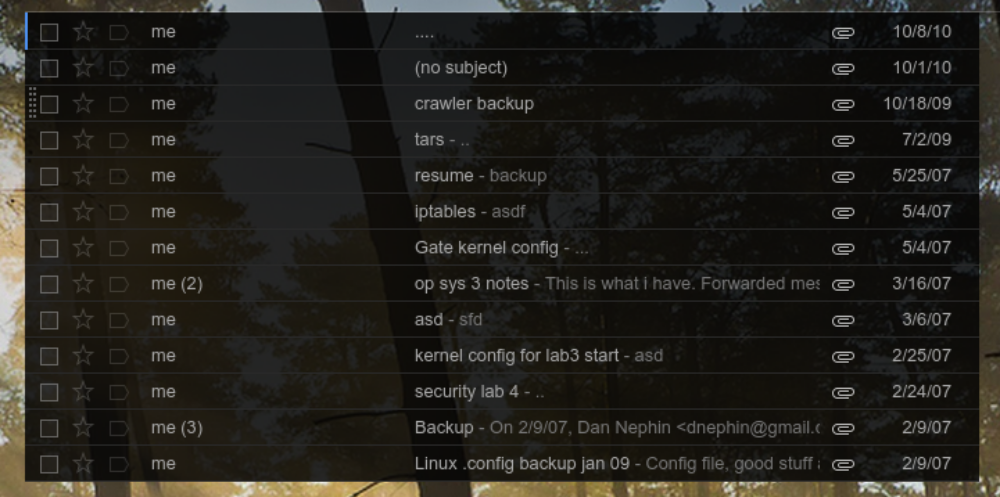 me .... 10/8/10
me (no subject) 10/1/10
me crawler backup 10/18/09
me tars - .. 7/2/09
me resume - backup 5/25/07
me iptables - asdf 5/4/07
me Gate kernel config - ... 5/4/07
me (2) op sys 3 notes - This is what i have. Forwarded mes 3/16/07
me asd - sfd 3/6/07
me kernel config for lab3 start - asd 2/25/07
me security lab 4 - .. 2/24/07
me (3) Backup - On 2/9/07, Dan Nephin <dnephin@gmail.c 2/9/07
me Linux .config backup jan 09 - Config file, good stuff 2/9/07